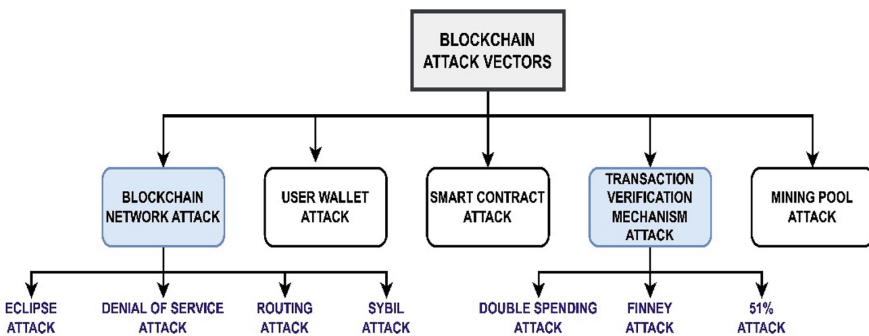 BLOCKCHAIN
ATTACK VECTORS
BLOCKCHAIN
NETWORK ATTACK
USER WALLET
ATTACK
SMART CONTRACT
ATTACK
TRANSACTION
VERIFICATION
MECHANISM
ATTACK
MINING POOL
ATTACK
ECLIPSE
ATTACK
DENIAL OF SERVICE
ATTACK
ROUTING
ATTACK
SYBIL
ATTACK
DOUBLE SPENDING
ATTACK
FINNEY
ATTACK
51%
ATTACK